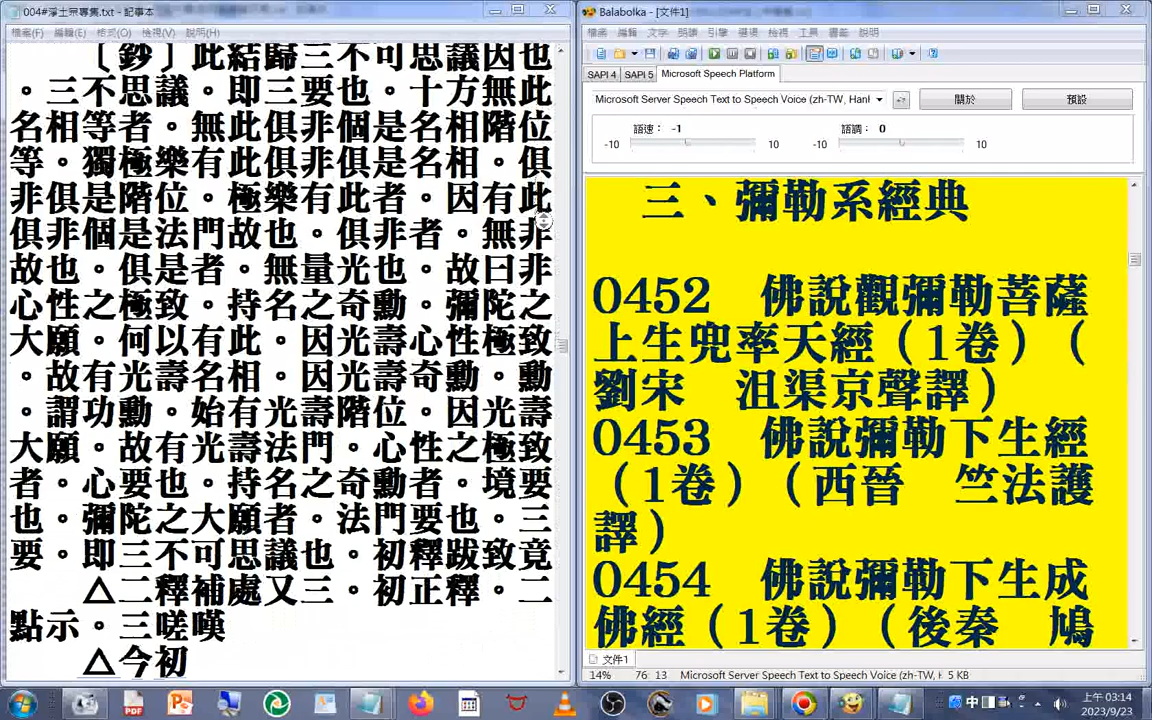 004#淨土宗專集.txt - 記事本
檔案(F) 編輯(E) 格式(O) 檢視(V) 說明(H)
〔鈔〕此結歸三不可思議因也
。三不思議。即三要也。十方無此
名相等者。無此俱非個是名相階位
等。獨極樂有此俱非俱是名相。俱
非俱是階位。極樂有此者。因有此
俱非個是法門故也。俱非者。無非
故也。俱是者。無量光也。故曰非
心性之極致。持名之奇勳。彌陀之
大願。何以有此。因光壽心性極致
。故有光壽名相。因光壽奇勳。勳
。謂功勳。始有光壽階位。因光壽
大願。故有光壽法門。心性之極致
者。心要也。持名之奇勳者。境要
也。彌陀之大願者。法門要也。三
要。即三不可思議也。初釋跋致竟
△二釋補處又三。初正釋。二
點示。三嗟嘆
△今初
Balabolka - [文件1]
檔案 編輯 文字 朗讀 引擎 選項 檢視 工具 書籤 說明
SAPI 4 SAPI 5 Microsoft Speech Platform
Microsoft Server Speech Text to Speech Voice (zh-TW, Hanl
關於
預設
語速： -1
語調： 0
-10 10 -10 10
三、彌勒系經典
0452 佛說觀彌勒菩薩
上生兜率天經（1卷）（
劉宋 沮渠京聲譯）
0453 佛說彌勒下生經
（1卷）（西晉 竺法護
譯）
0454 佛說彌勒下生成
佛經（1卷）（後秦 鳩
文件1
14% 76: 13 Microsoft Server Speech Text to Speech Voice (zh-TW, H 5 KB
中
上午 03:14
2023/9/23